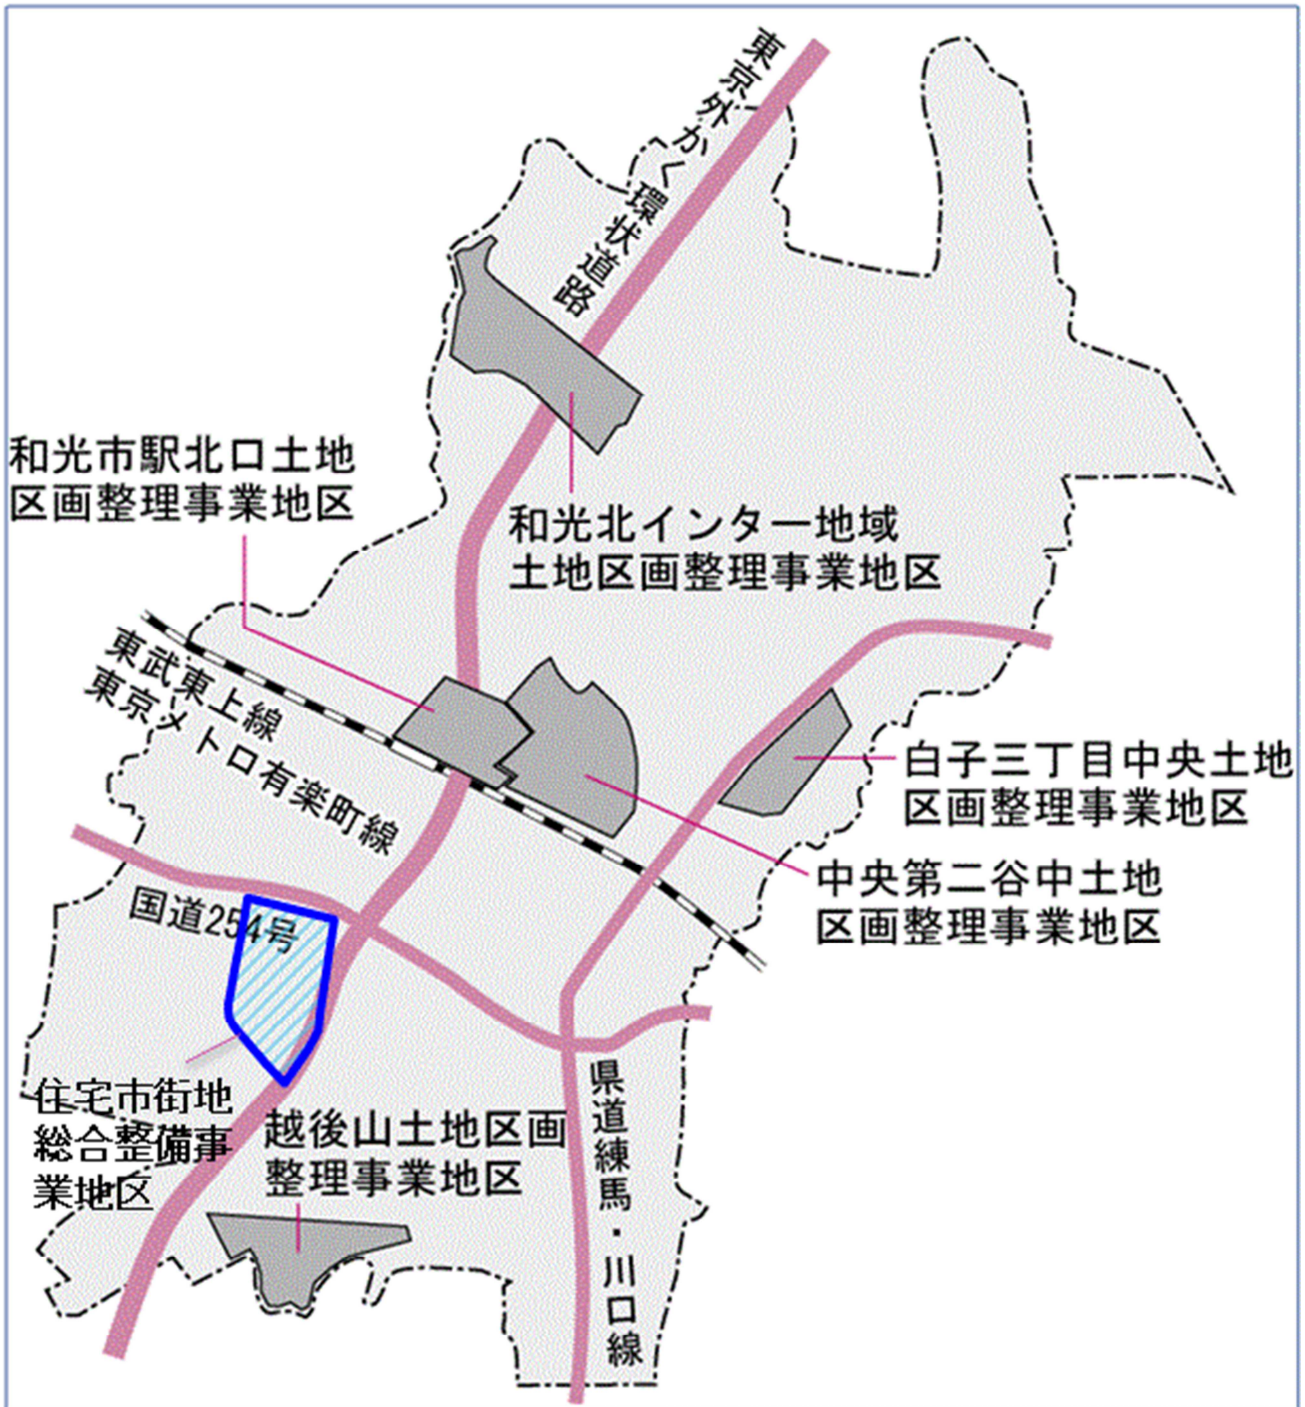 東京外かく環状道路
和光市駅北口土地
区画整理事業地区
和光北インター地域
土地区画整理事業地区
東武東上線
東京メトロ有楽町線
白子三丁目中央土地
区画整理事業地区
中央第二谷中土地
区画整理事業地区
国道254号
住宅市街地
総合整備事
業地区
越後山土地区画
整理事業地区
県道練馬・川口線